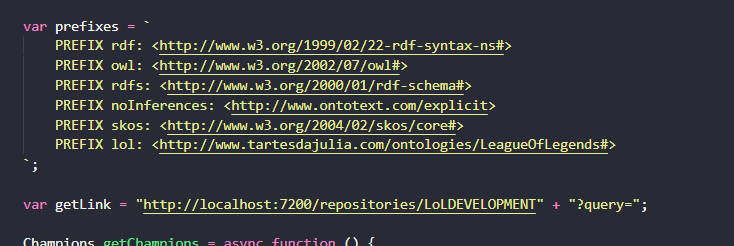 var prefixes = `
PREFIX rdf: <http://www.w3.org/1999/02/22-rdf-syntax-ns#>
PREFIX owl: <http://www.w3.org/2002/07/owl#>
PREFIX rdfs: <http://www.w3.org/2000/01/rdf-schema#>
PREFIX noInferences: <http://www.ontotext.com/explicit>
PREFIX skos: <http://www.w3.org/2004/02/skos/core#>
PREFIX lol: <http://www.tartesdajulia.com/ontologies/LeagueOfLegends#>
`;
var getLink = "http://localhost:7200/repositories/LoLDEVELOPMENT" + "?query=";
Champions.getChampions = async function () {